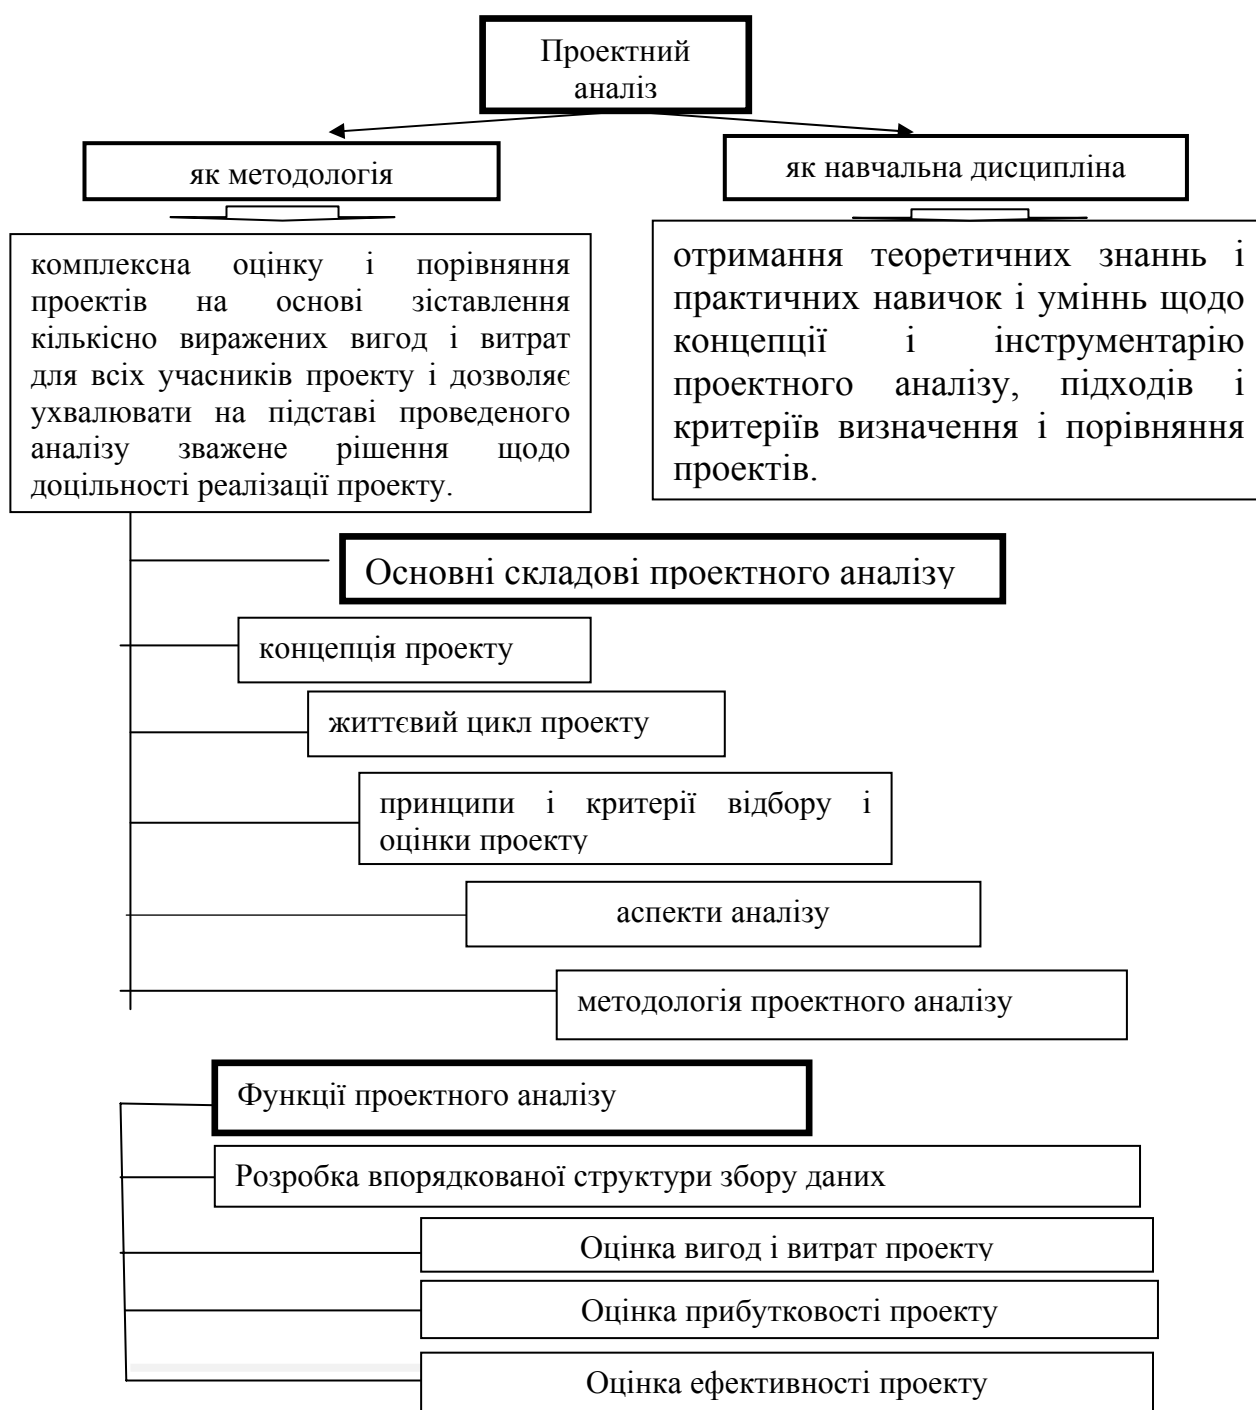 Проектний
аналіз
як методологія
як навчальна дисципліна
комплексна оцінку і порівняння
проектів на основі зіставлення
кількісно виражених вигод і витрат
для всіх учасників проекту і дозволяє
ухвалювати на підставі проведеного
аналізу зважене рішення щодо
доцільності реалізації проекту.
отримання теоретичних знаннь і
практичних навичок і уміннь щодо
концепції і інструментарію
проектного аналізу, підходів і
критеріїв визначення і порівняння
проектів.
Основні складові проектного аналізу
концепція проекту
життєвий цикл проекту
принципи і критерії відбору і
оцінки проекту
аспекти аналізу
методологія проектного аналізу
Функції проектного аналізу
Розробка впорядкованої структури збору даних
Оцінка вигод і витрат проекту
Оцінка прибутковості проекту
Оцінка ефективності проекту